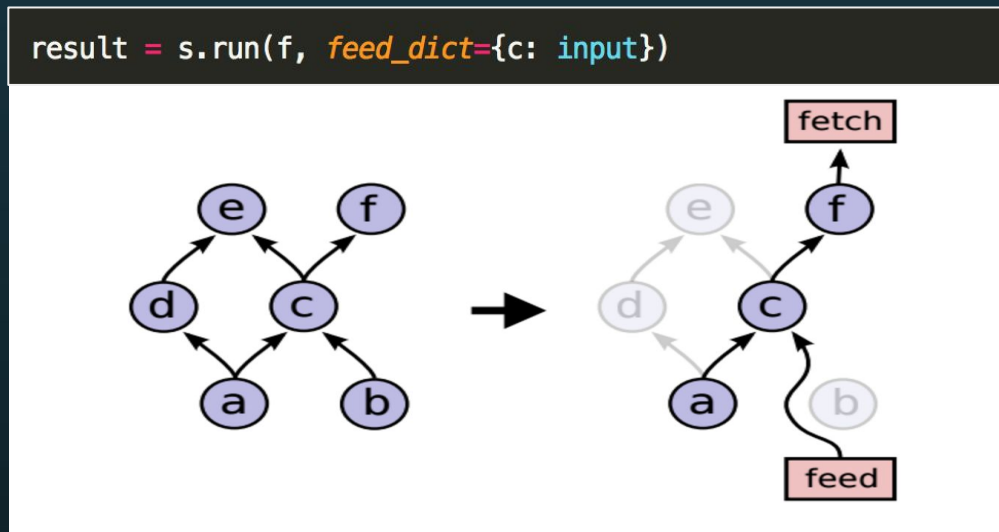 result = s.run(f, feed_dict={c: input})
fetch
e f e f
d c d c
a b a b
feed